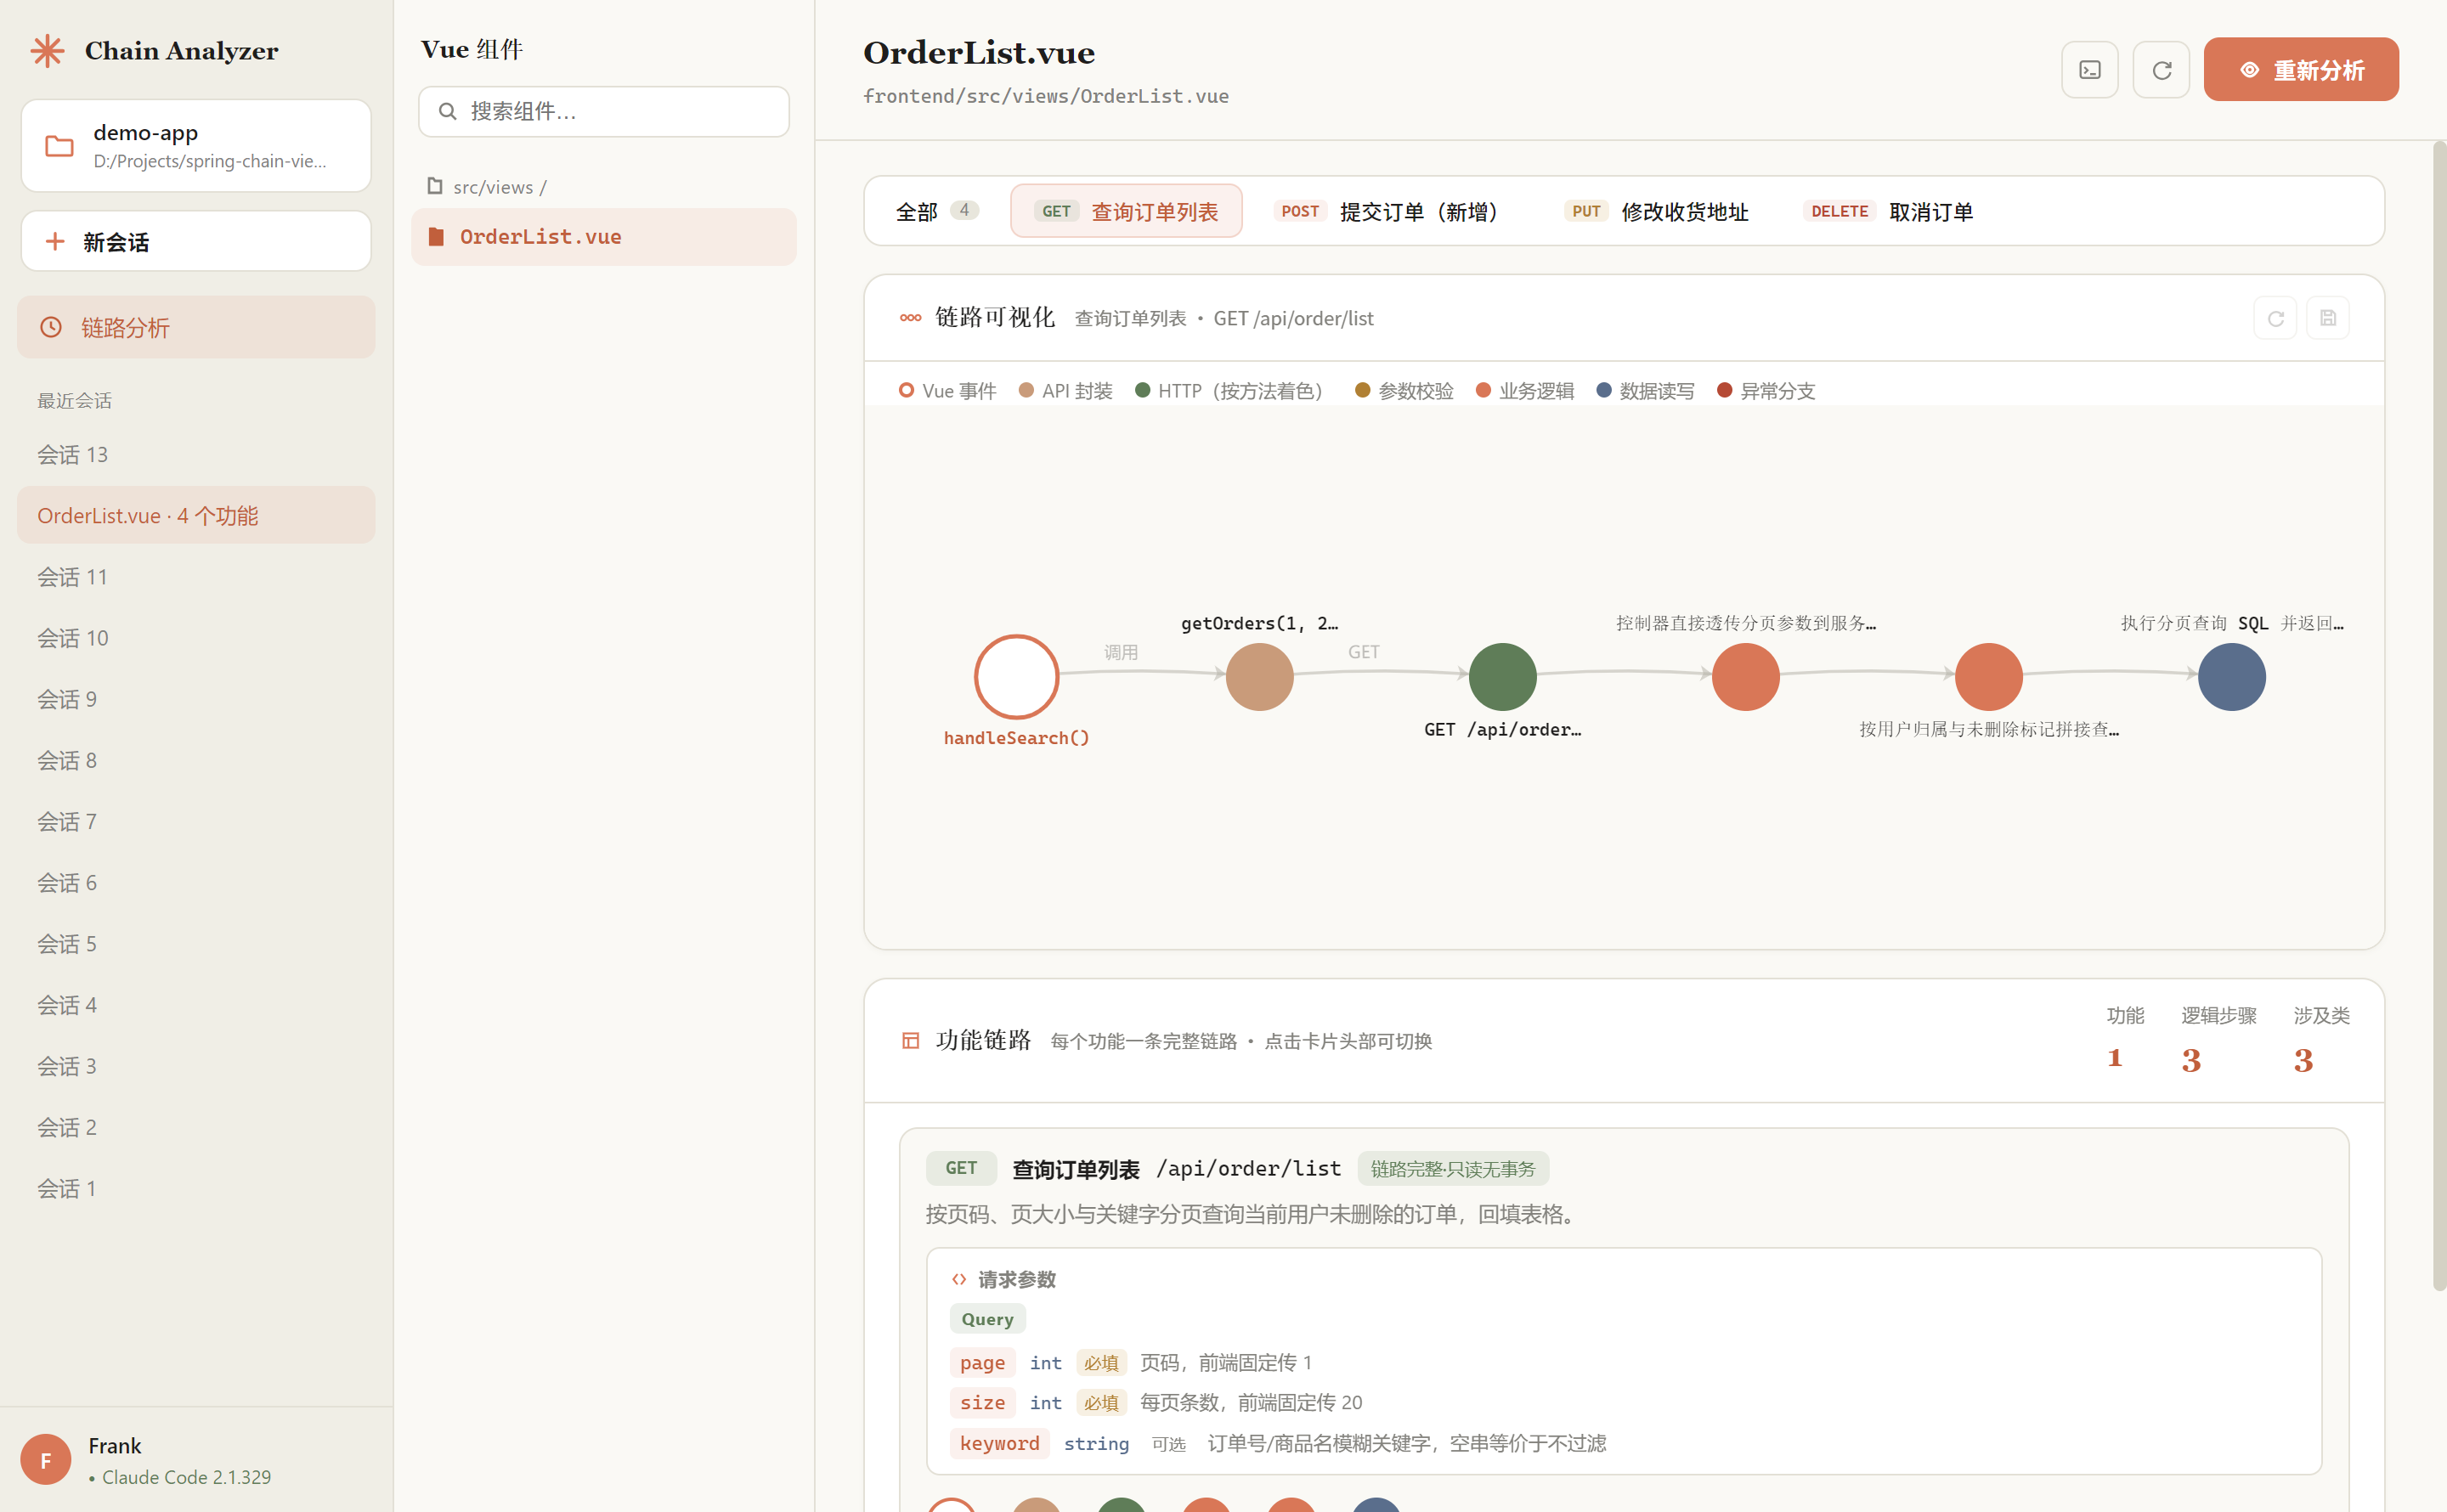 Chain Analyzer
demo-app
D:/Projects/spring-chain-vie...
新会话
链路分析
最近会话
会话 13
OrderList.vue · 4 个功能
会话 11
会话 10
会话 9
会话 8
会话 7
会话 6
会话 5
会话 4
会话 3
会话 2
会话 1
F
Frank
• Claude Code 2.1.329
Vue 组件
搜索组件...
src/views /
OrderList.vue
OrderList.vue
frontend/src/views/OrderList.vue
重新分析
全部 4 GET 查询订单列表 POST 提交订单（新增） PUT 修改收货地址 DELETE 取消订单
链路可视化 查询订单列表 • GET /api/order/list
Vue 事件 API 封装 HTTP（按方法着色） 参数校验 业务逻辑 数据读写 异常分支
getOrders(1, 2… 控制器直接透传分页参数到服务… 执行分页查询 SQL 并返回…
调用 GET
handleSearch() GET /api/order… 按用户归属与未删除标记拼接查…
功能链路 每个功能一条完整链路 • 点击卡片头部可切换
功能 逻辑步骤 涉及类
1 3 3
GET 查询订单列表 /api/order/list 链路完整·只读无事务
按页码、页大小与关键字分页查询当前用户未删除的订单，回填表格。
<> 请求参数
Query
page int 必填 页码，前端固定传 1
size int 必填 每页条数，前端固定传 20
keyword string 可选 订单号/商品名模糊关键字，空串等价于不过滤